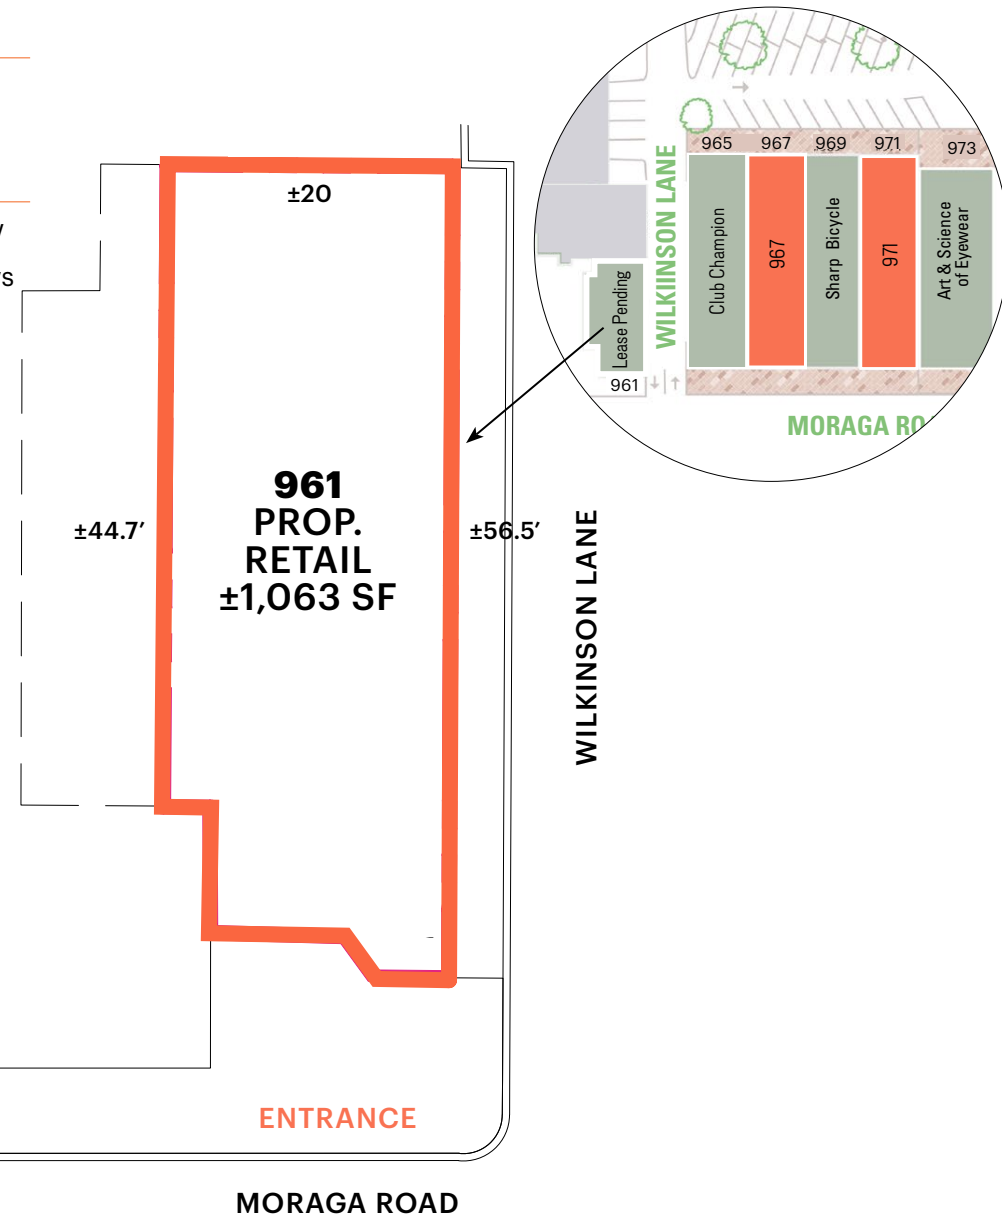 965
967
969
971
973
WILKIINSON LANE
Club Champion
967
Sharp Bicycle
971
Art & Science
of Eyewear
Lease Pending
961
MORAGA RO
±20
961
PROP.
RETAIL
±1,063 SF
±44.7’
±56.5’
WILKINSON LANE
ENTRANCE
MORAGA ROAD